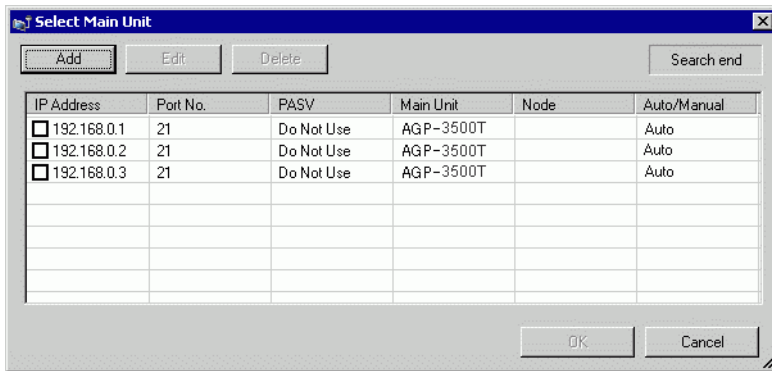 Select Main Unit
Add Edit Delete Search end
IP Address Port No. PASV Main Unit Node Auto/Manual
192.168.0.1 21 Do Not Use AGP-3500T Auto
192.168.0.2 21 Do Not Use AGP-3500T Auto
192.168.0.3 21 Do Not Use AGP-3500T Auto
OK Cancel